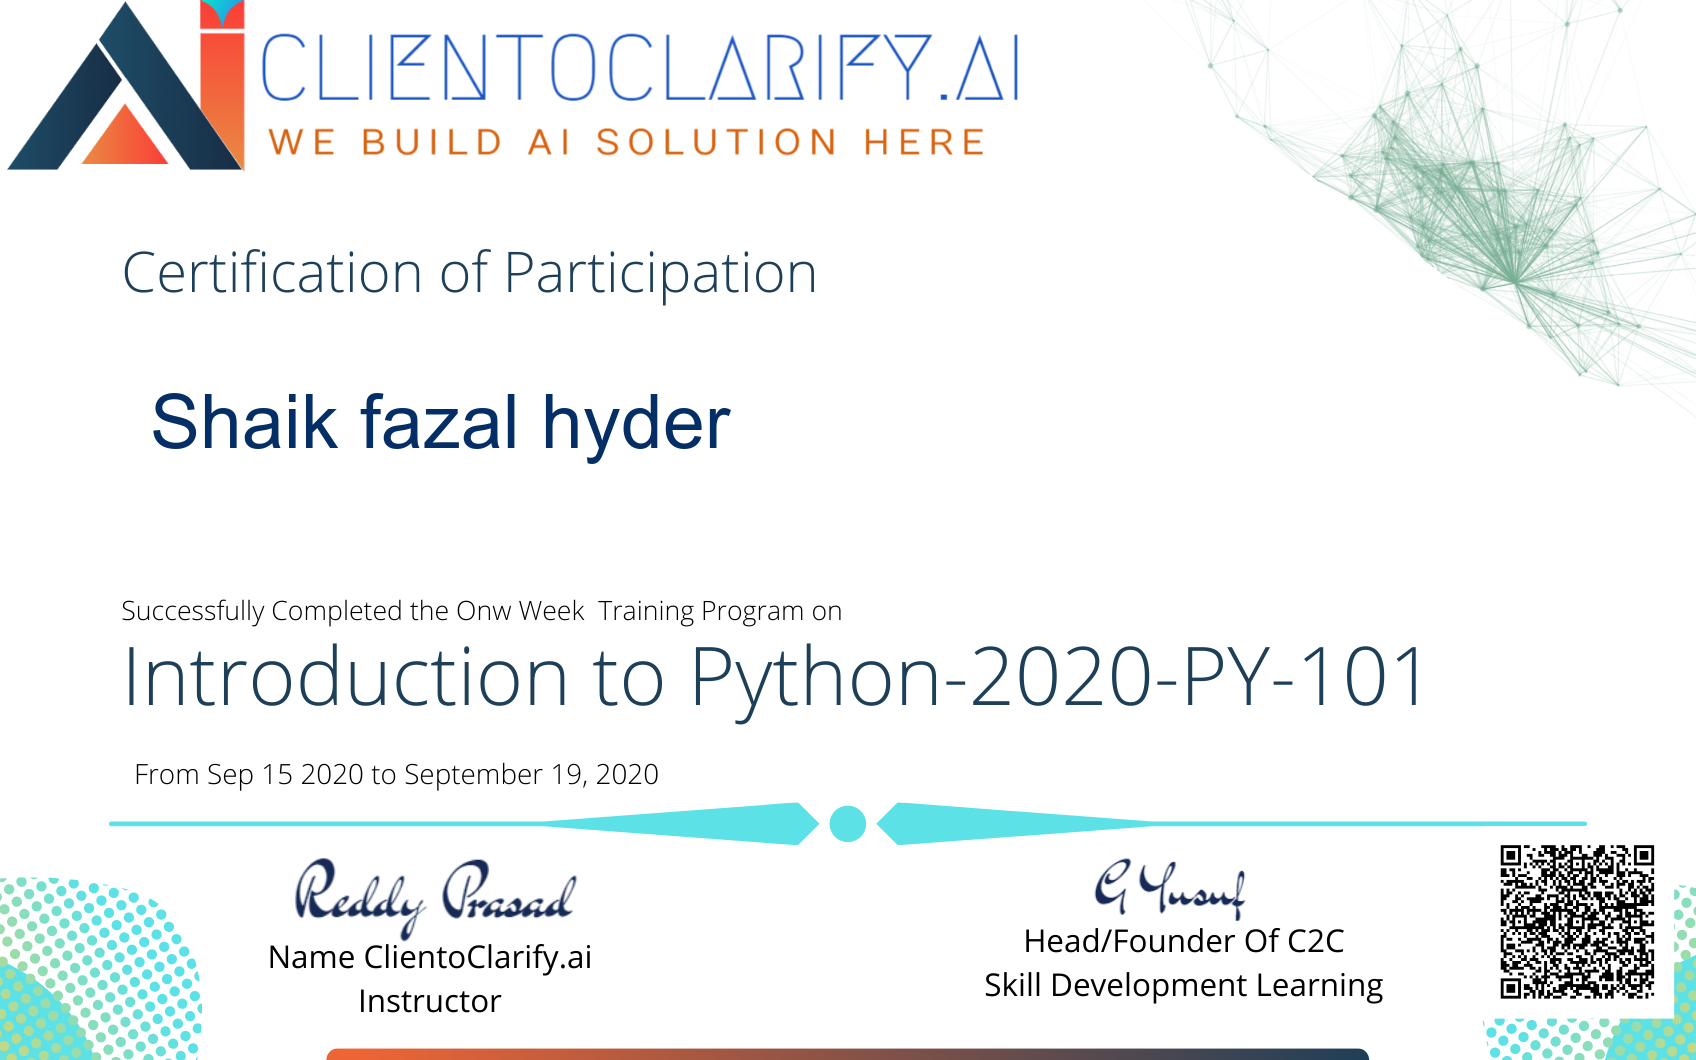 CLIENTOCLARIFY.AI
WE BUILD AI SOLUTION HERE
Certification of Participation
Shaik fazal hyder
Successfully Completed the Onw Week  Training Program on
Introduction to Python-2020-PY-101
From Sep 15 2020 to September 19, 2020
Reddy Prasad
Name ClientoClarify.ai
Instructor
G Yusuf
Head/Founder Of C2C
Skill Development Learning